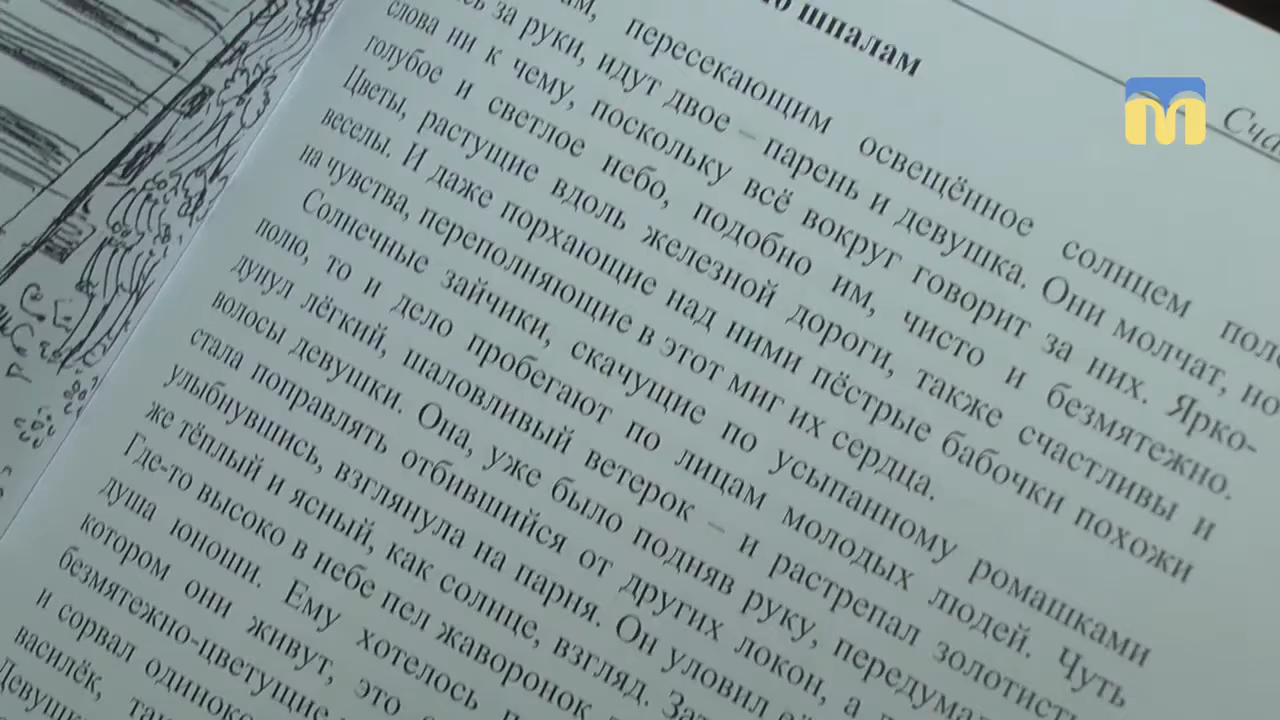 Сча
шпалам
пересекающим освещённое солнцем
за руки, идут двое – парень и девушка. Они молчат, но
слова ни к чему, поскольку всё вокруг говорит за них. Ярко-
голубое и светлое небо, подобно им, чисто и безмятежно.
Цветы, растущие вдоль железной дороги, также счастливы и
веселы. И даже порхающие над ними пёстрые бабочки похожи
на чувства, переполняющие в этот миг их сердца.
Солнечные зайчики, скачущие по усыпанному ромашками
полю, то и дело пробегают по лицам молодых людей. Чуть
дунул лёгкий, шаловливый ветерок – и растрепал золотист
волосы девушки. Она, уже было подняв руку, передума
стала поправлять отбившийся от других локон, а
улыбнувшись, взглянула на парня. Он уловил
же тёплый и ясный, как солнце, взгляд. Зат
Где-то высоко в небе пел жаворонок
душа юноши. Ему хотелось
котором они живут, это
безмятежно-цветущие
и сорвал одинок
василёк,
Девушк